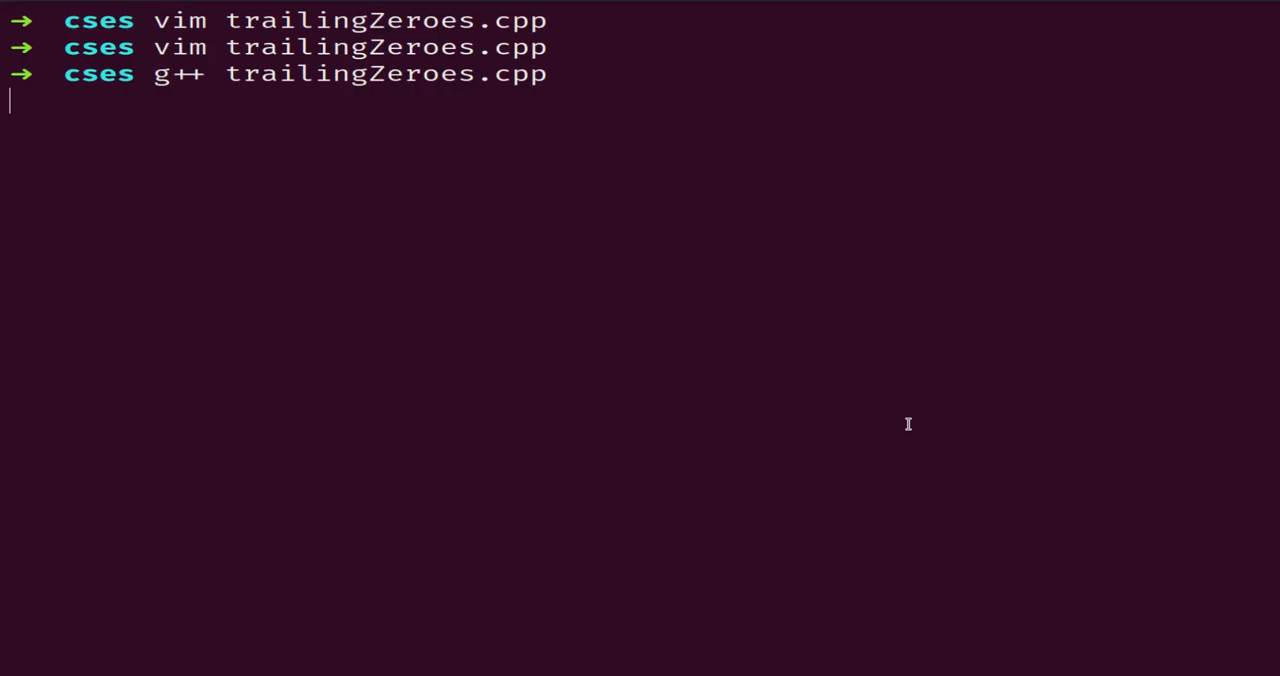 → cses vim trailingZeroes.cpp
→ cses vim trailingZeroes.cpp
→ cses g++ trailingZeroes.cpp